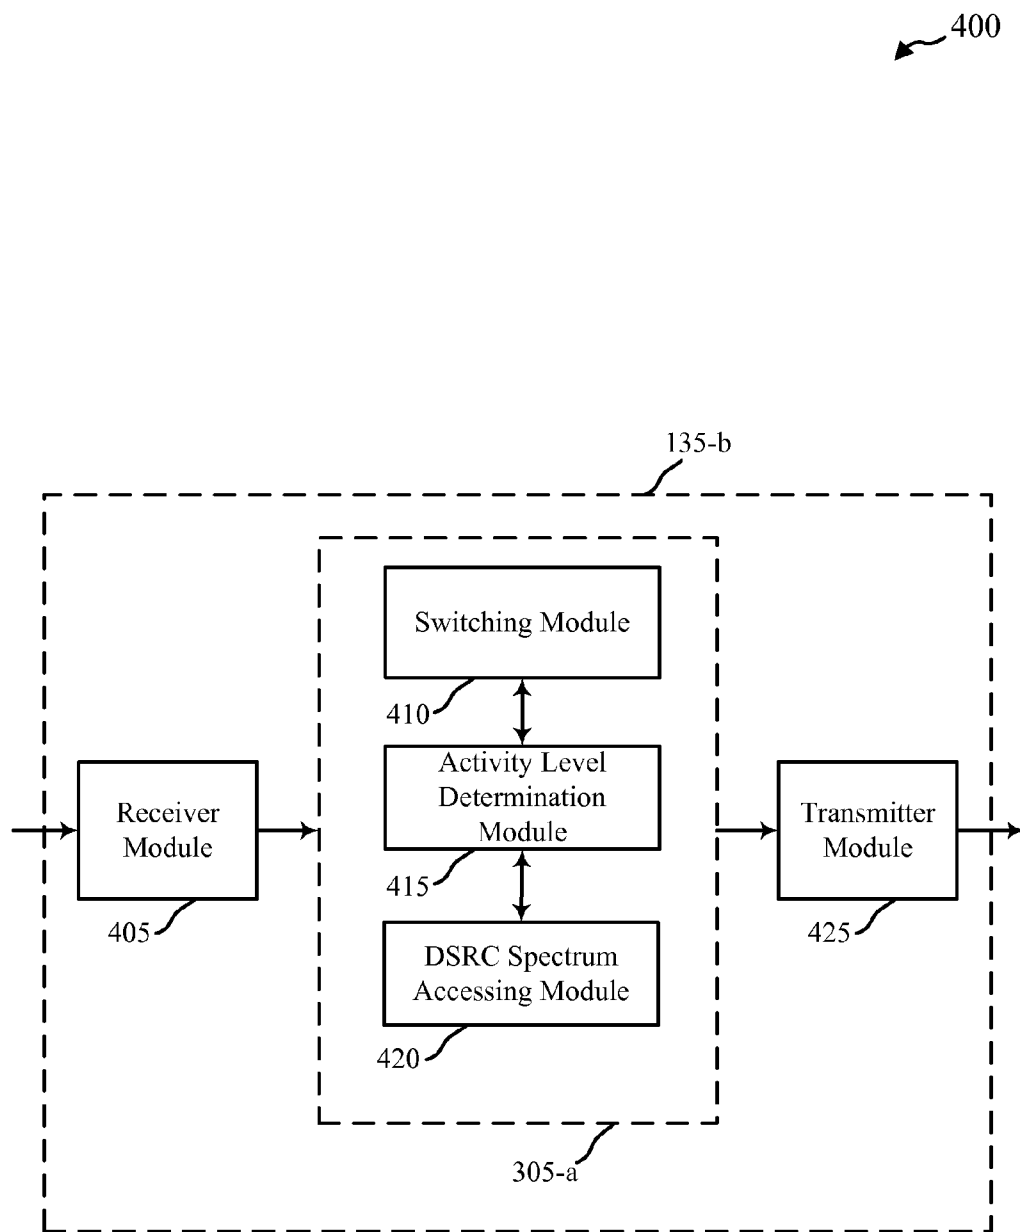 400
135-b
Switching Module
410
Activity Level
Determination
Module
415
Receiver
Module
405
Transmitter
Module
425
DSRC Spectrum
Accessing Module
420
305-a